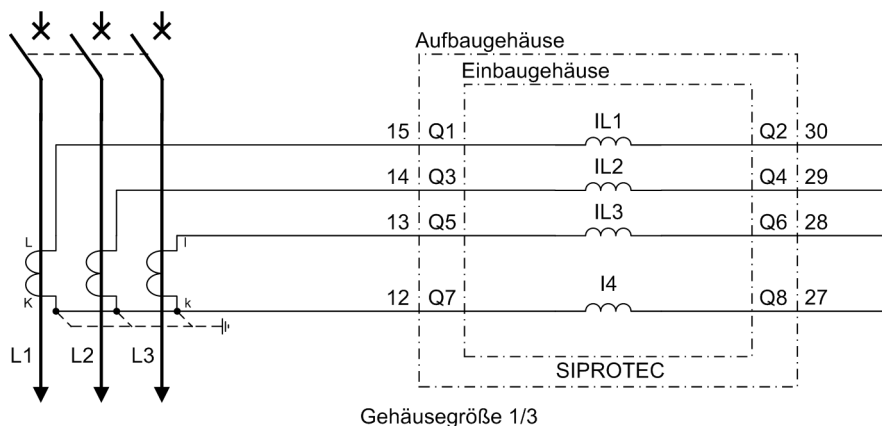 Aufbaugehäuse
Einbaugehäuse
15 Q1 IL1 Q2 30
14 Q3 IL2 Q4 29
13 Q5 IL3 Q6 28
L l
K k
12 Q7 I4 Q8 27
L1 L2 L3
SIPROTEC
Gehäusegröße 1/3